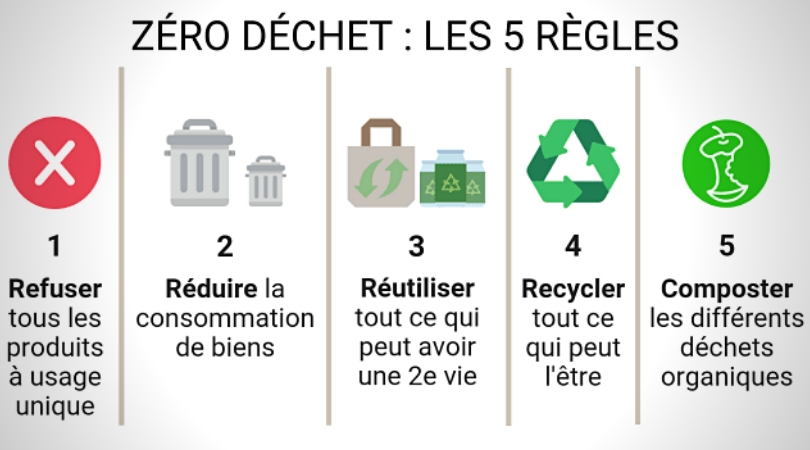 ZÉRO DÉCHET : LES 5 RÈGLES
1
Refuser
tous les
produits
à usage
unique
2
Réduire la
consommation
de biens
3
Réutiliser
tout ce qui
peut avoir
une 2e vie
4
Recycler
tout ce
qui peut
l'être
5
Composter
les différents
déchets
organiques